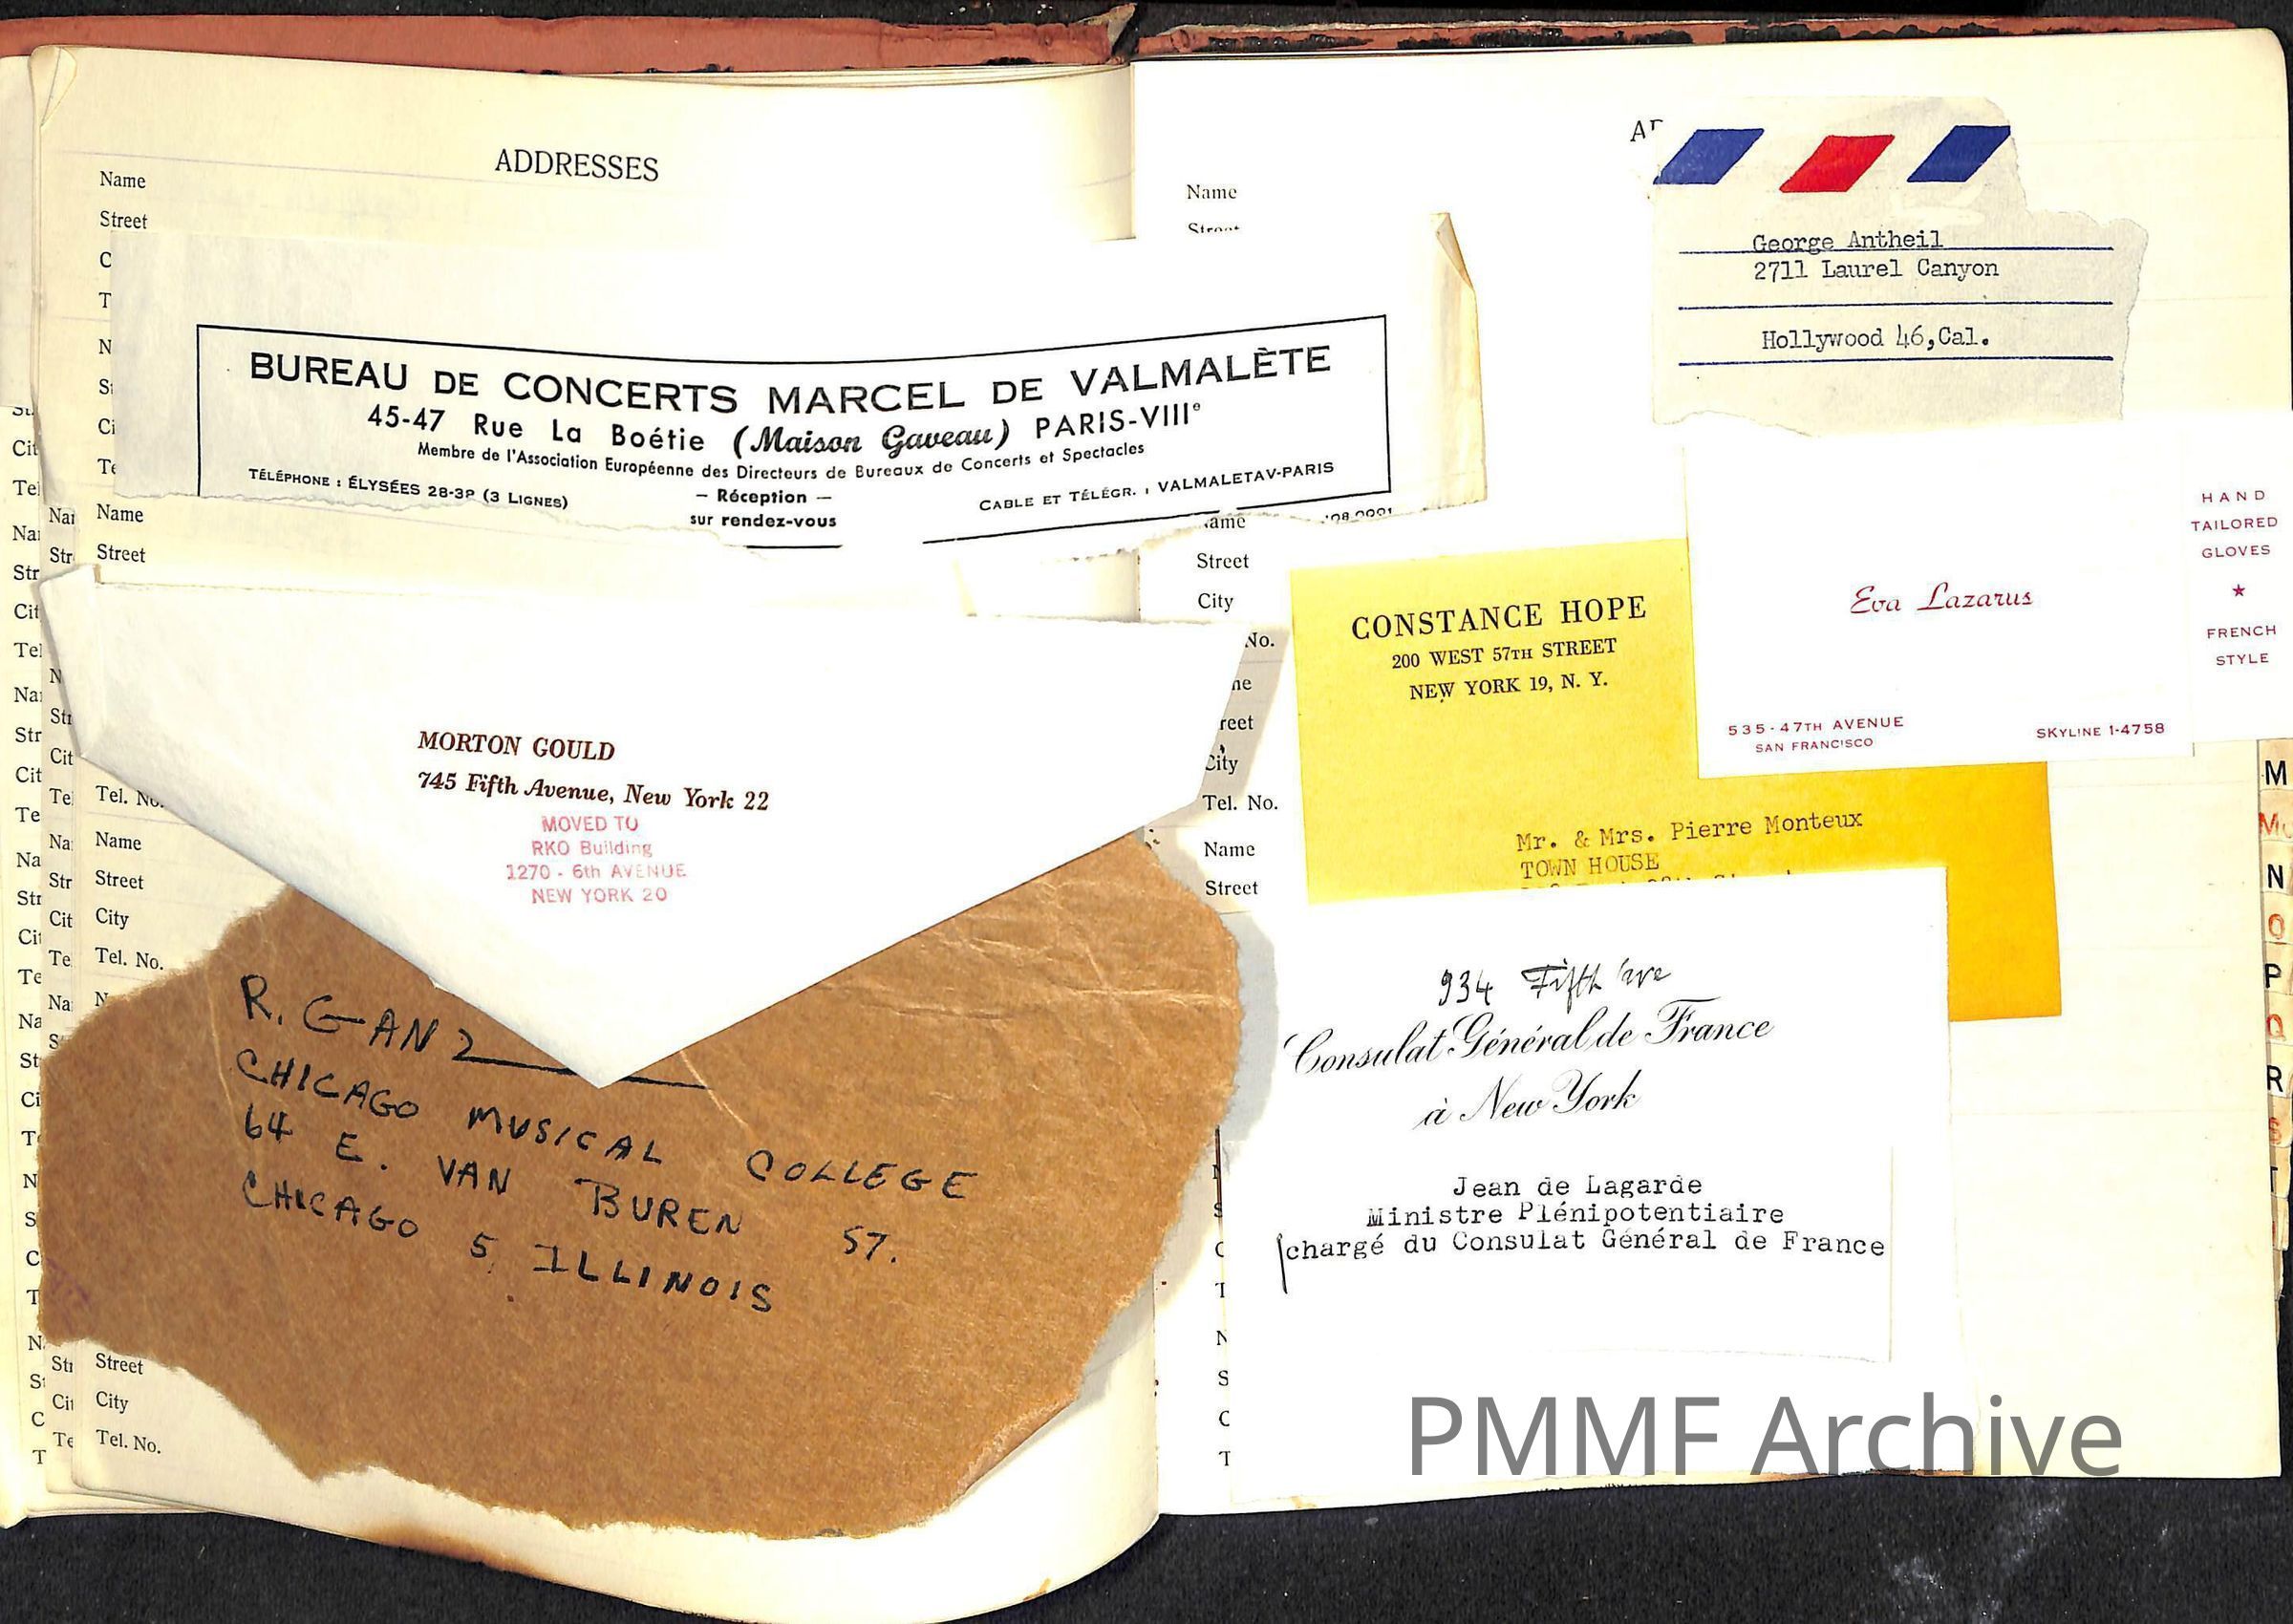 ADDRESSES
Name
Street
BUREAU DE CONCERTS MARCEL DE VALMALÈTE
45-47 Rue La Boétie (Maison Gaveau) PARIS-VIIIe
Membre de l'Association Européenne des Directeurs de Bureaux de Concerts et Spectacles
TÉLÉPHONE : ÉLYSÉES (3 LIGNES)
— Réception —
sur rendez-vous
CABLE ET TÉLÉGR. : VALMALETAV-PARIS
Name
Street
MORTON GOULD
745 Fifth Avenue, New York 22
MOVED TO
RKO Building
1270 - 6th AVENUE
NEW YORK 20
Tel. No.
Name
Street
City
Tel. No.
R. GANZ
CHICAGO MUSICAL COLLEGE
64 E. VAN BUREN ST.
CHICAGO 5, ILLINOIS
Street
City
Tel. No.
Name
George Antheil
2711 Laurel Canyon
Hollywood 46,Cal.
Street
City
CONSTANCE HOPE
200 WEST 57TH STREET
NEW YORK 19, N. Y.
Mr. & Mrs. Pierre Monteux
TOWN HOUSE
Eva Lazarus
HAND
TAILORED
GLOVES
★
FRENCH
STYLE
535-47TH AVENUE
SAN FRANCISCO
SKYLINE 1-4758
City
Tel. No.
Name
Street
934 Fifth Ave
Consulat Général de France
à New York
Jean de Lagarde
Ministre Plénipotentiaire
chargé du Consulat Général de France
M
N
O
P
Q
R
S
T
PMMF Archive